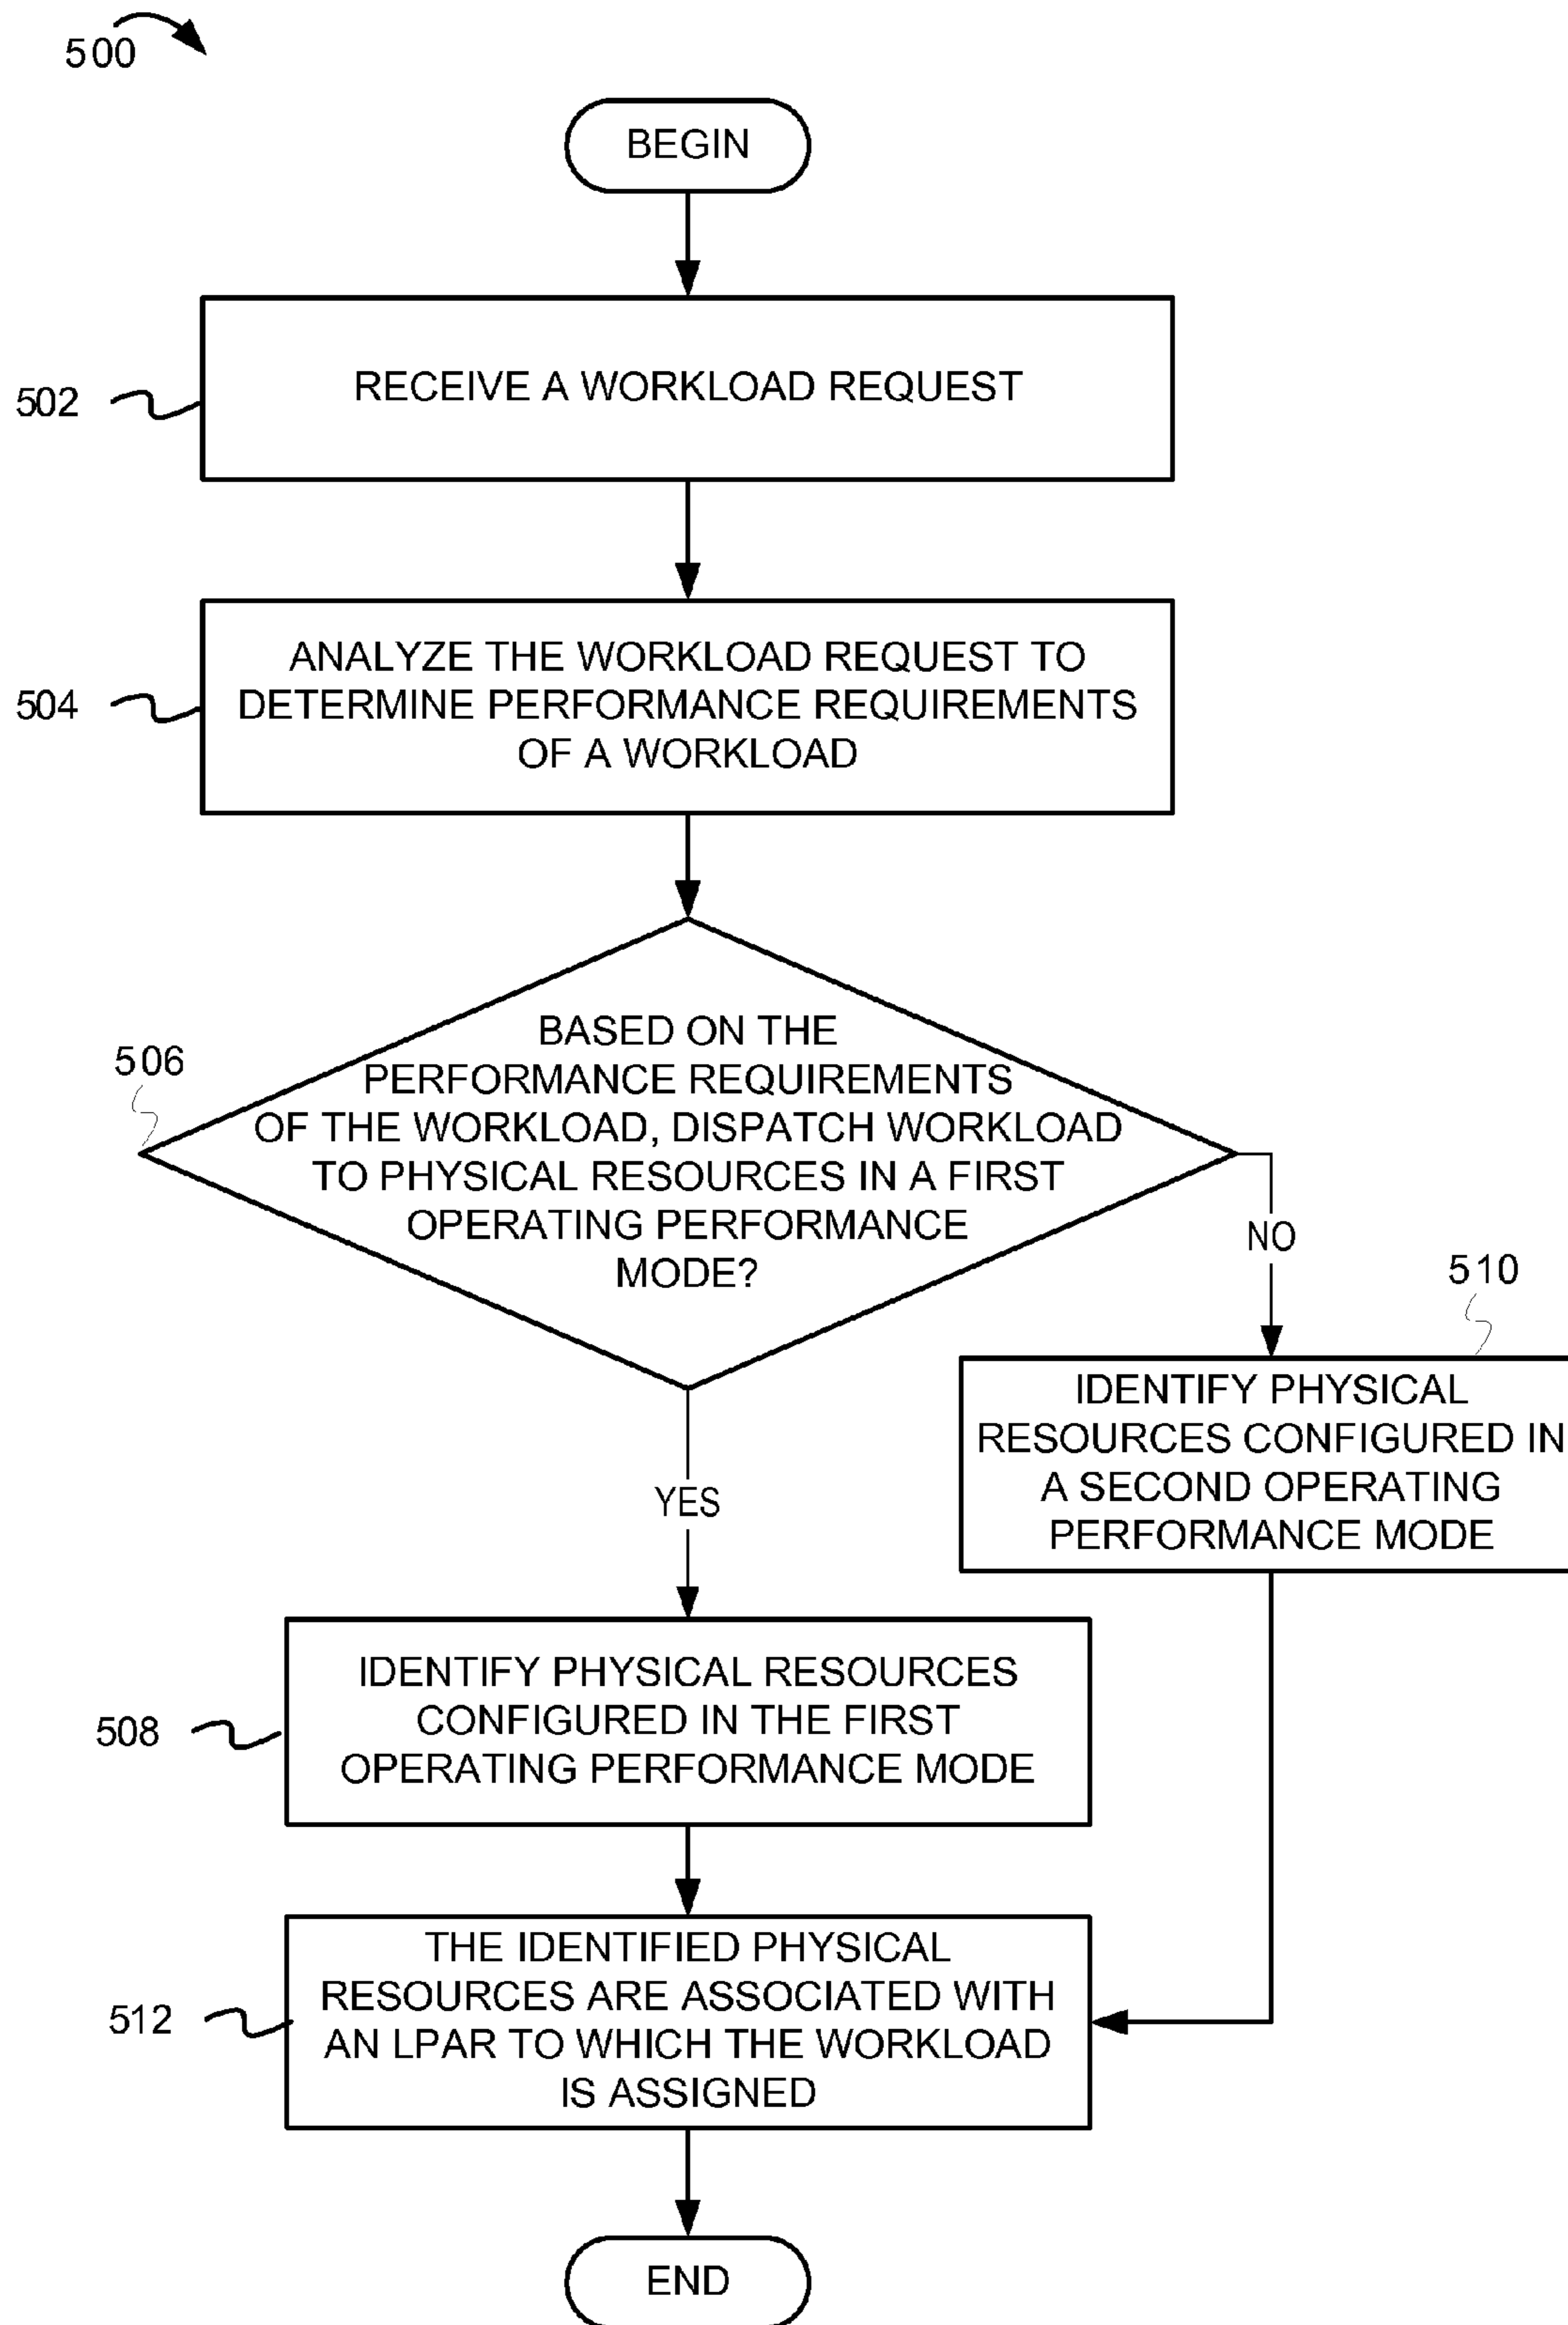 500
BEGIN
502
RECEIVE A WORKLOAD REQUEST
504
ANALYZE THE WORKLOAD REQUEST TO
DETERMINE PERFORMANCE REQUIREMENTS
OF A WORKLOAD
506
BASED ON THE
PERFORMANCE REQUIREMENTS
OF THE WORKLOAD, DISPATCH WORKLOAD
TO PHYSICAL RESOURCES IN A FIRST
OPERATING PERFORMANCE
MODE?
NO
510
IDENTIFY PHYSICAL
RESOURCES CONFIGURED IN
A SECOND OPERATING
PERFORMANCE MODE
YES
508
IDENTIFY PHYSICAL RESOURCES
CONFIGURED IN THE FIRST
OPERATING PERFORMANCE MODE
512
THE IDENTIFIED PHYSICAL
RESOURCES ARE ASSOCIATED WITH
AN LPAR TO WHICH THE WORKLOAD
IS ASSIGNED
END